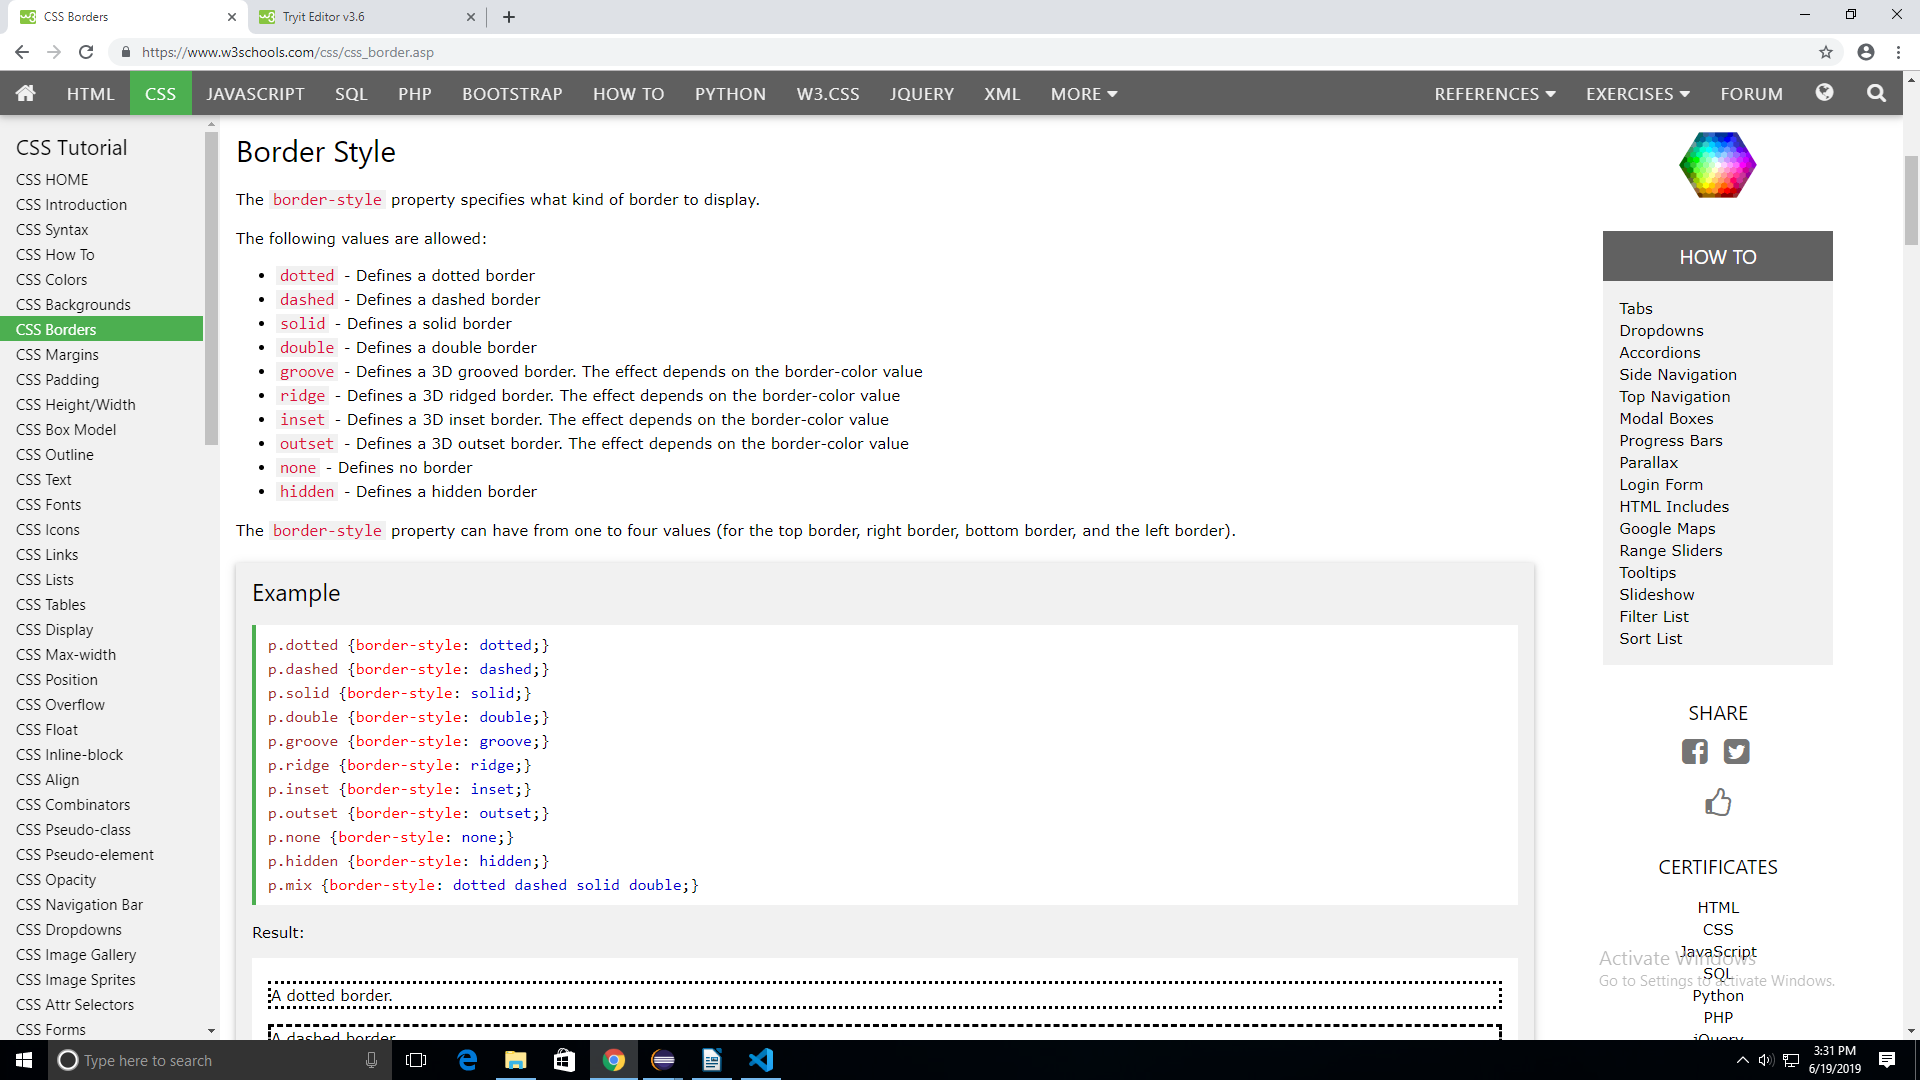 CSS Borders
Tryit Editor v3.6
https://www.w3schools.com/css/css_border.asp
HTML CSS JAVASCRIPT SQL PHP BOOTSTRAP HOW TO PYTHON W3.CSS JQUERY XML MORE REFERENCES EXERCISES FORUM
CSS Tutorial
CSS HOME
CSS Introduction
CSS Syntax
CSS How To
CSS Colors
CSS Backgrounds
CSS Borders
CSS Margins
CSS Padding
CSS Height/Width
CSS Box Model
CSS Outline
CSS Text
CSS Fonts
CSS Icons
CSS Links
CSS Lists
CSS Tables
CSS Display
CSS Max-width
CSS Position
CSS Overflow
CSS Float
CSS Inline-block
CSS Align
CSS Combinators
CSS Pseudo-class
CSS Pseudo-element
CSS Opacity
CSS Navigation Bar
CSS Dropdowns
CSS Image Gallery
CSS Image Sprites
CSS Attr Selectors
CSS Forms
Border Style
The border-style property specifies what kind of border to display.
The following values are allowed:
• dotted - Defines a dotted border
• dashed - Defines a dashed border
• solid - Defines a solid border
• double - Defines a double border
• groove - Defines a 3D grooved border. The effect depends on the border-color value
• ridge - Defines a 3D ridged border. The effect depends on the border-color value
• inset - Defines a 3D inset border. The effect depends on the border-color value
• outset - Defines a 3D outset border. The effect depends on the border-color value
• none - Defines no border
• hidden - Defines a hidden border
The border-style property can have from one to four values (for the top border, right border, bottom border, and the left border).
Example
p.dotted {border-style: dotted;}
p.dashed {border-style: dashed;}
p.solid {border-style: solid;}
p.double {border-style: double;}
p.groove {border-style: groove;}
p.ridge {border-style: ridge;}
p.inset {border-style: inset;}
p.outset {border-style: outset;}
p.none {border-style: none;}
p.hidden {border-style: hidden;}
p.mix {border-style: dotted dashed solid double;}
Result:
A dotted border.
A dashed border.
HOW TO
Tabs
Dropdowns
Accordions
Side Navigation
Top Navigation
Modal Boxes
Progress Bars
Parallax
Login Form
HTML Includes
Google Maps
Range Sliders
Tooltips
Slideshow
Filter List
Sort List
SHARE
CERTIFICATES
HTML
CSS
JavaScript
SQL
Python
PHP
jQuery
Activate Windows
Go to Settings to activate Windows.
Type here to search
3:31 PM
6/19/2019